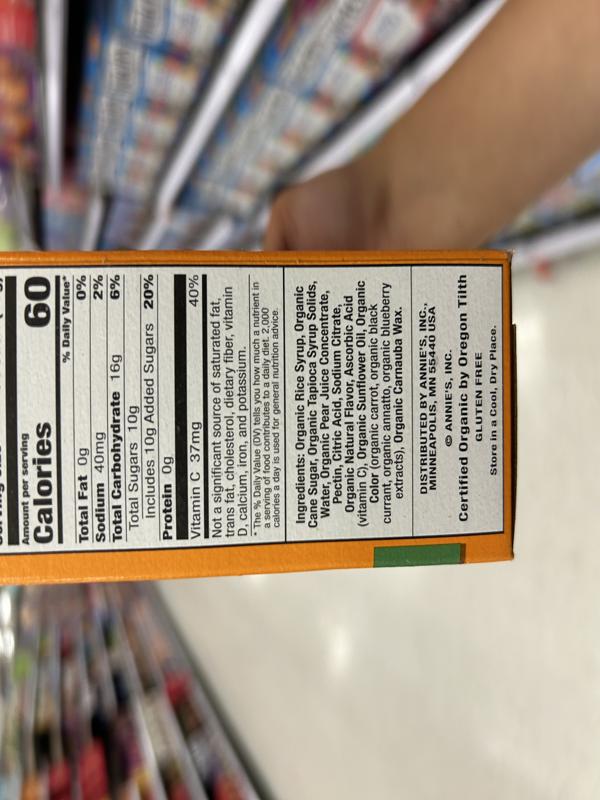 Amount per serving
Calories 60
% Daily Value*
Total Fat 0g 0%
Sodium 40mg 2%
Total Carbohydrate 16g 6%
Total Sugars 10g
Includes 10g Added Sugars 20%
Protein 0g
Vitamin C 37mg 40%
Not a significant source of saturated fat,
trans fat, cholesterol, dietary fiber, vitamin
D, calcium, iron, and potassium.
* The % Daily Value (DV) tells you how much a nutrient in
a serving of food contributes to a daily diet. 2,000
calories a day is used for general nutrition advice.
Ingredients: Organic Rice Syrup, Organic
Cane Sugar, Organic Tapioca Syrup Solids,
Water, Organic Pear Juice Concentrate,
Pectin, Citric Acid, Sodium Citrate,
Organic Natural Flavor, Ascorbic Acid
(vitamin C), Organic Sunflower Oil, Organic
Color (organic carrot, organic black
currant, organic annatto, organic blueberry
extracts), Organic Carnauba Wax.
DISTRIBUTED BY ANNIE'S, INC.,
MINNEAPOLIS, MN 55440 USA
© ANNIE'S, INC.
Certified Organic by Oregon Tilth
GLUTEN FREE
Store in a Cool, Dry Place.